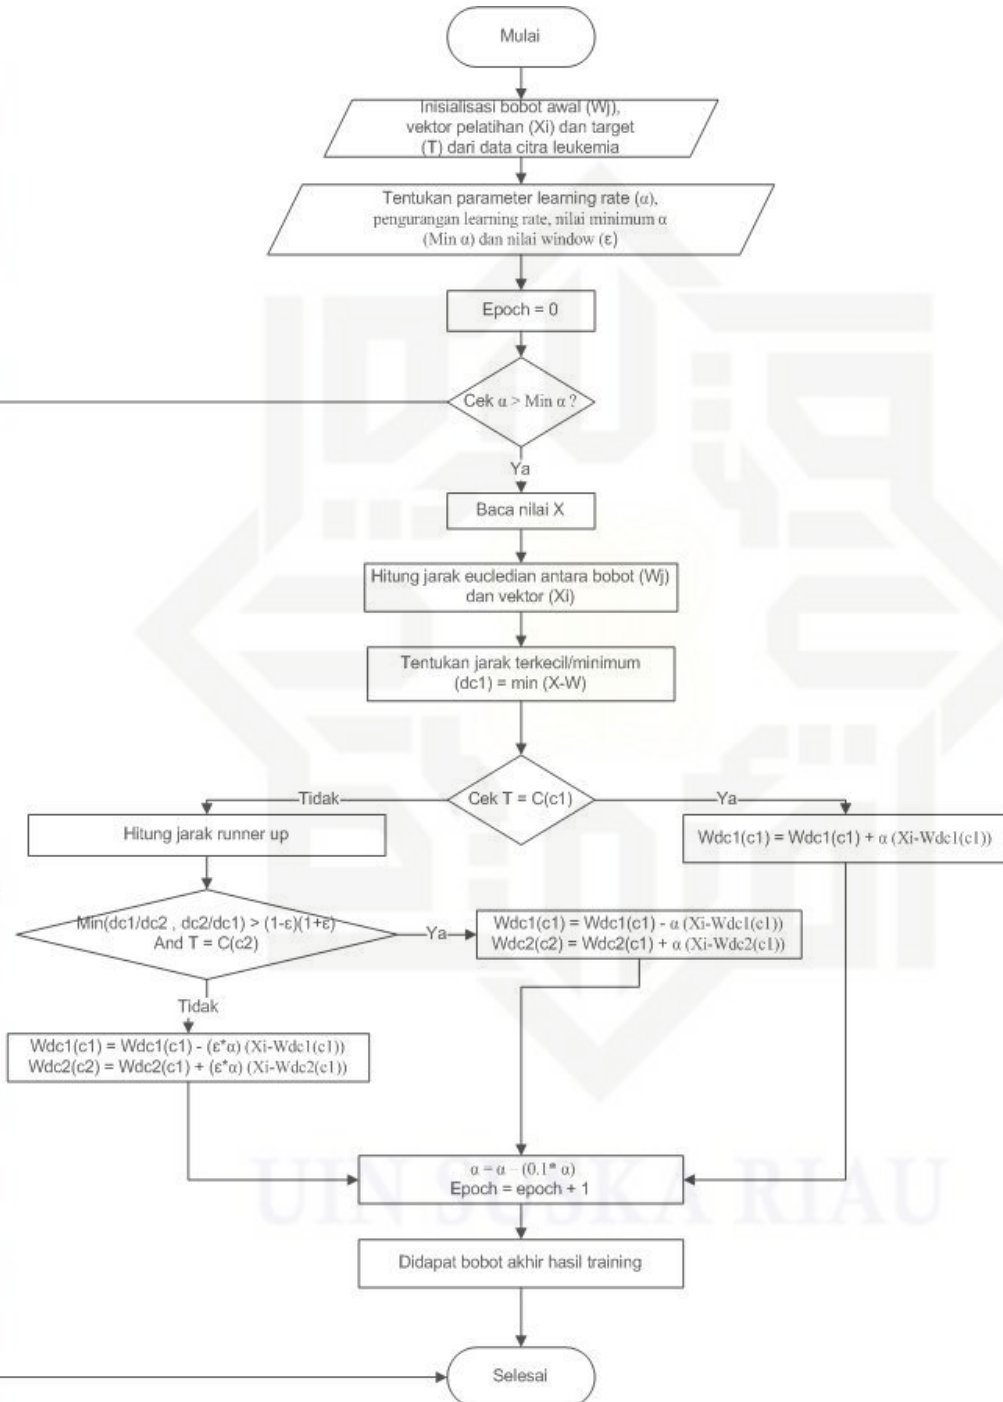 Mulai
Inisialisasi bobot awal (Wj),
vektor pelatihan (Xi) dan target
(T) dari data citra leukemia
Tentukan parameter learning rate (α),
pengurangan learning rate, nilai minimum α
(Min α) dan nilai window (ε)
Epoch = 0
Cek α > Min α ?
Ya
Baca nilai X
Hitung jarak eucledian antara bobot (Wj)
dan vektor (Xi)
Tentukan jarak terkecil/minimum
(dc1) = min (X-W)
Cek T = C(c1)
Tidak
Ya
Hitung jarak runner up
Wdc1(c1) = Wdc1(c1) + α (Xi-Wdc1(c1))
Min(dc1/dc2 , dc2/dc1) > (1-ε)(1+ε)
And T = C(c2)
Ya
Wdc1(c1) = Wdc1(c1) - α (Xi-Wdc1(c1))
Wdc2(c2) = Wdc2(c1) + α (Xi-Wdc2(c1))
Tidak
Wdc1(c1) = Wdc1(c1) - (ε*α) (Xi-Wdc1(c1))
Wdc2(c2) = Wdc2(c1) + (ε*α) (Xi-Wdc2(c1))
α = α – (0.1* α)
Epoch = epoch + 1
UIN SUSKA RIAU
Didapat bobot akhir hasil training
Selesai